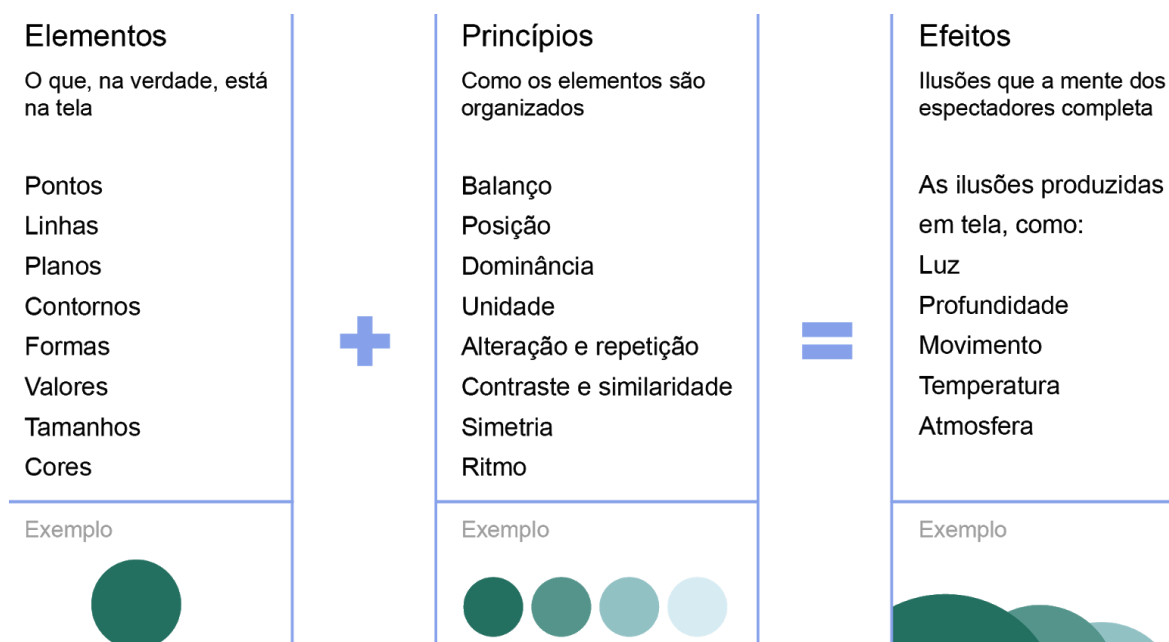 Elementos
O que, na verdade, está
na tela
Pontos
Linhas
Planos
Contornos
Formas
Valores
Tamanhos
Cores
Exemplo
+
Princípios
Como os elementos são
organizados
Balanço
Posição
Dominância
Unidade
Alteração e repetição
Contraste e similaridade
Simetria
Ritmo
Exemplo
=
Efeitos
Ilusões que a mente dos
espectadores completa
As ilusões produzidas
em tela, como:
Luz
Profundidade
Movimento
Temperatura
Atmosfera
Exemplo